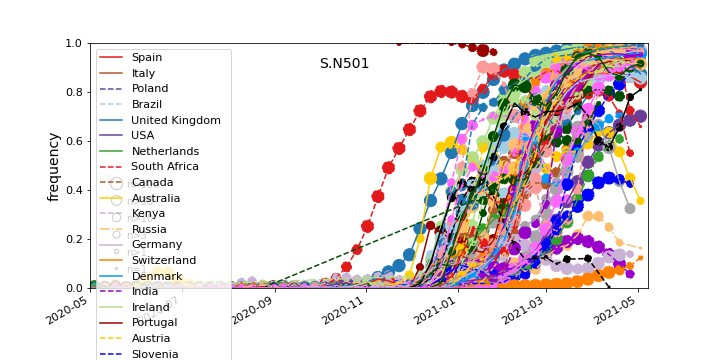 S.N501
frequency
1.0
0.8
0.6
0.4
0.2
0.0
2020-05
2020-09
2020-11
2021-01
2021-03
2021-05
Spain
Italy
Poland
Brazil
United Kingdom
USA
Netherlands
South Africa
Canada
Australia
Kenya
Russia
Germany
Switzerland
Denmark
India
Ireland
Portugal
Austria
Slovenia